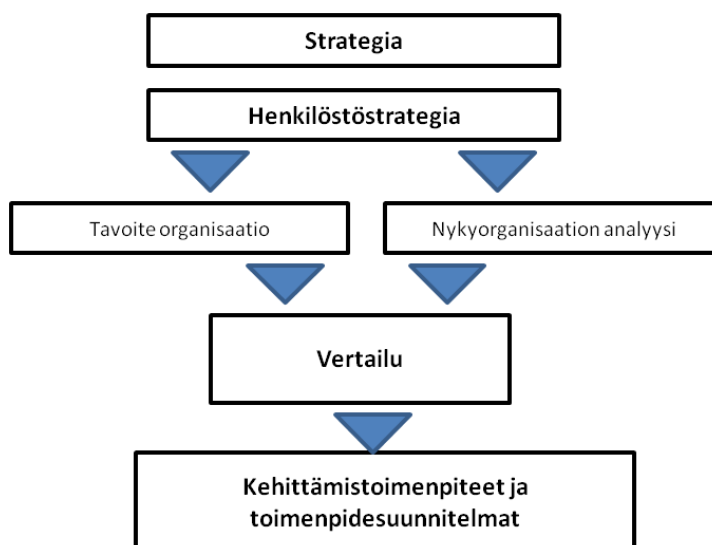 Strategia
Henkilöstöstrategia
Tavoite organisaatio
Nykyorganisaation analyysi
Vertailu
Kehittämistoimenpiteet ja
toimenpidesuunnitelmat